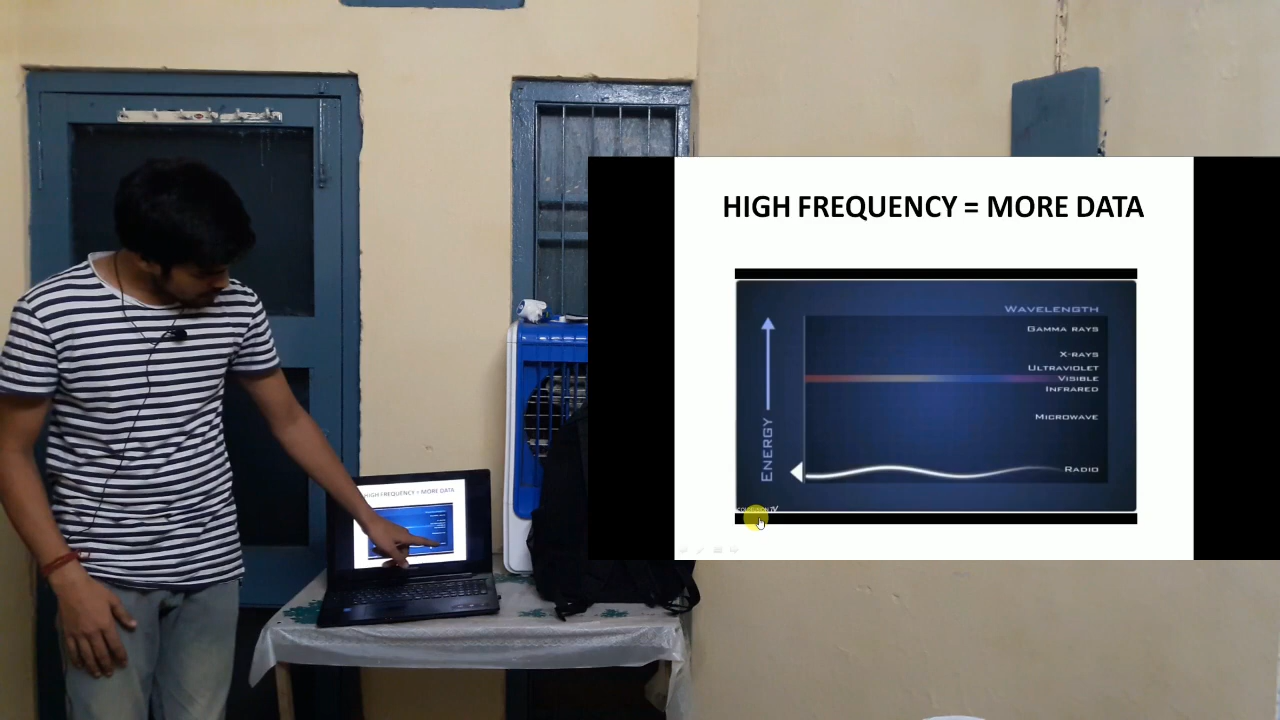 HIGH FREQUENCY = MORE DATA
WAVELENGTH
GAMMA RAYS
X-RAYS
ULTRAVIOLET
VISIBLE
INFRARED
MICROWAVE
RADIO
ENERGY
HIGH FREQUENCY = MORE DATA